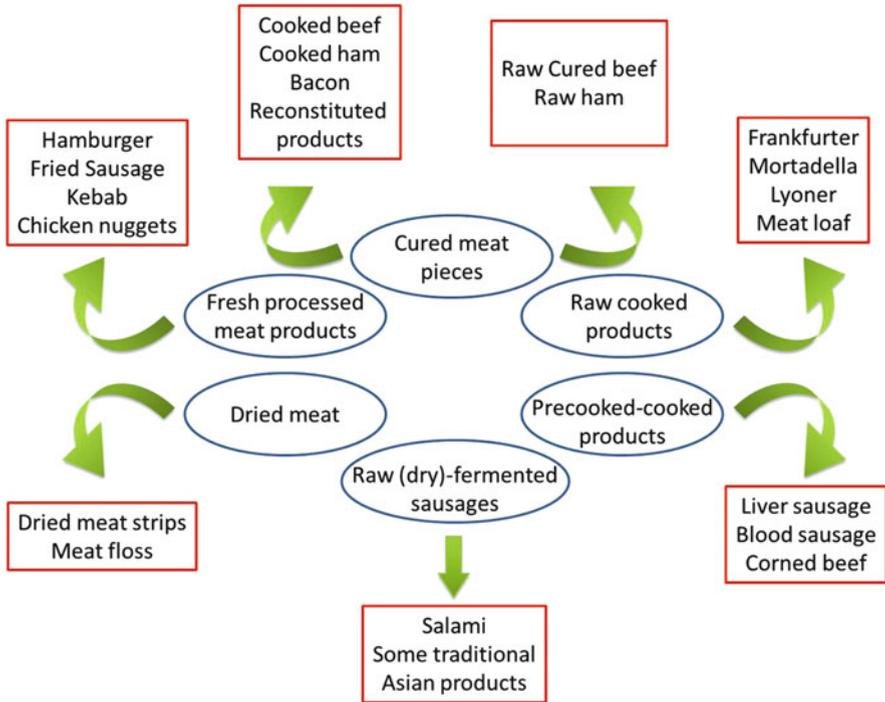 Cooked beef
Cooked ham
Bacon
Reconstituted
products
Raw Cured beef
Raw ham
Hamburger
Fried Sausage
Kebab
Chicken nuggets
Frankfurter
Mortadella
Lyoner
Meat loaf
Cured meat
pieces
Fresh processed
meat products
Raw cooked
products
Dried meat
Precooked-cooked
products
Raw (dry)-fermented
sausages
Dried meat strips
Meat floss
Liver sausage
Blood sausage
Corned beef
Salami
Some traditional
Asian products